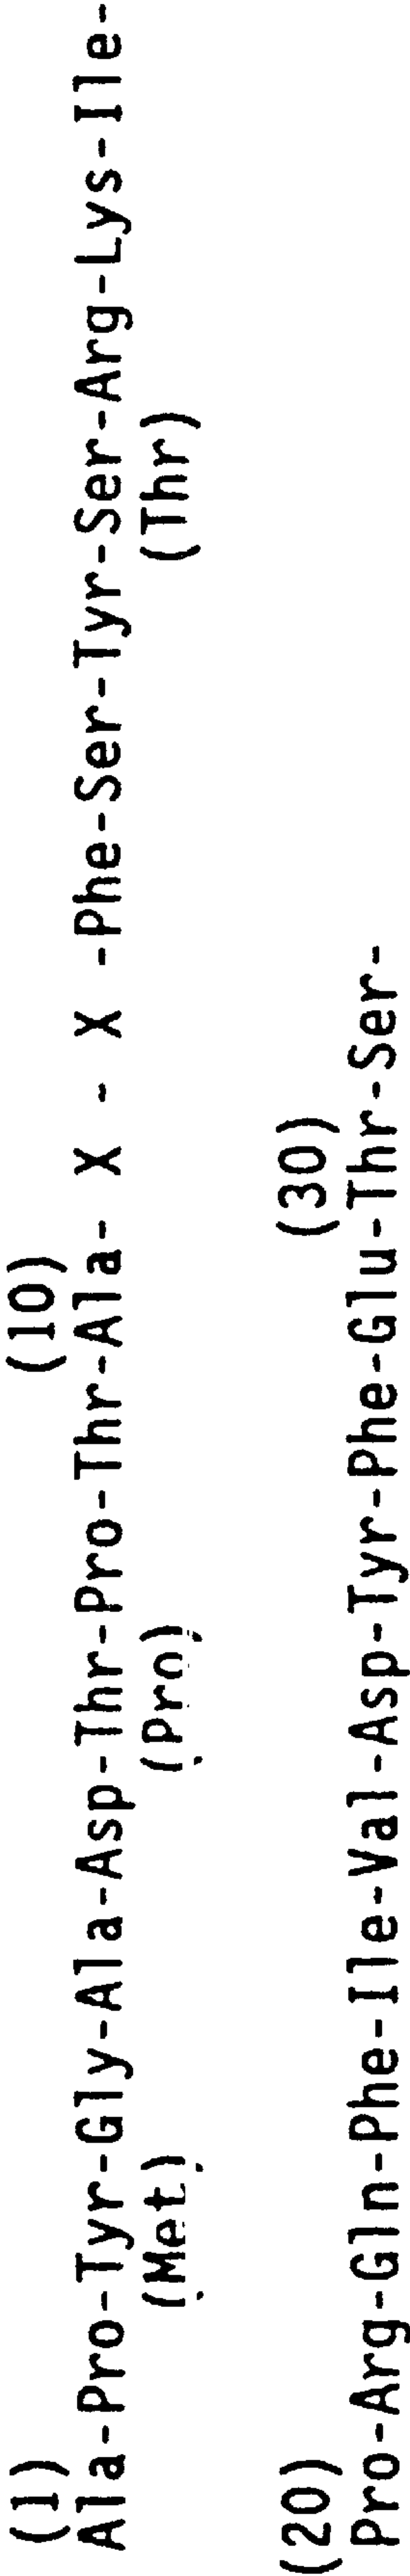 (1) (10)
Ala-Pro-Tyr-Gly-Ala-Asp-Thr-Pro-Thr-Ala- X - X -Phe-Ser-Tyr-Ser-Arg-Lys-Ile-
(Met) (Pro) (Thr)
(20) (30)
Pro-Arg-Gln-Phe-Ile-Val-Asp-Tyr-Phe-Glu-Thr-Ser-